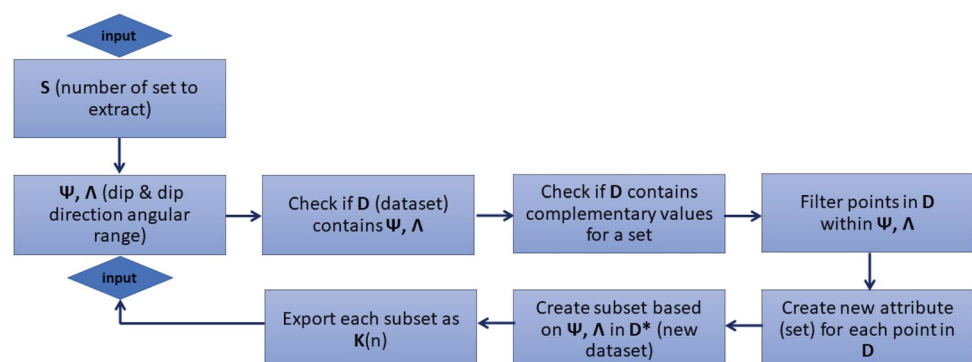 input
S (number of set to
extract)
Ψ, Λ (dip & dip
direction angular
range)
Check if D (dataset)
contains Ψ, Λ
Check if D contains
complementary values
for a set
Filter points in D
within Ψ, Λ
input
Export each subset as
K(n)
Create subset based
on Ψ, Λ in D* (new
dataset)
Create new attribute
(set) for each point in
D